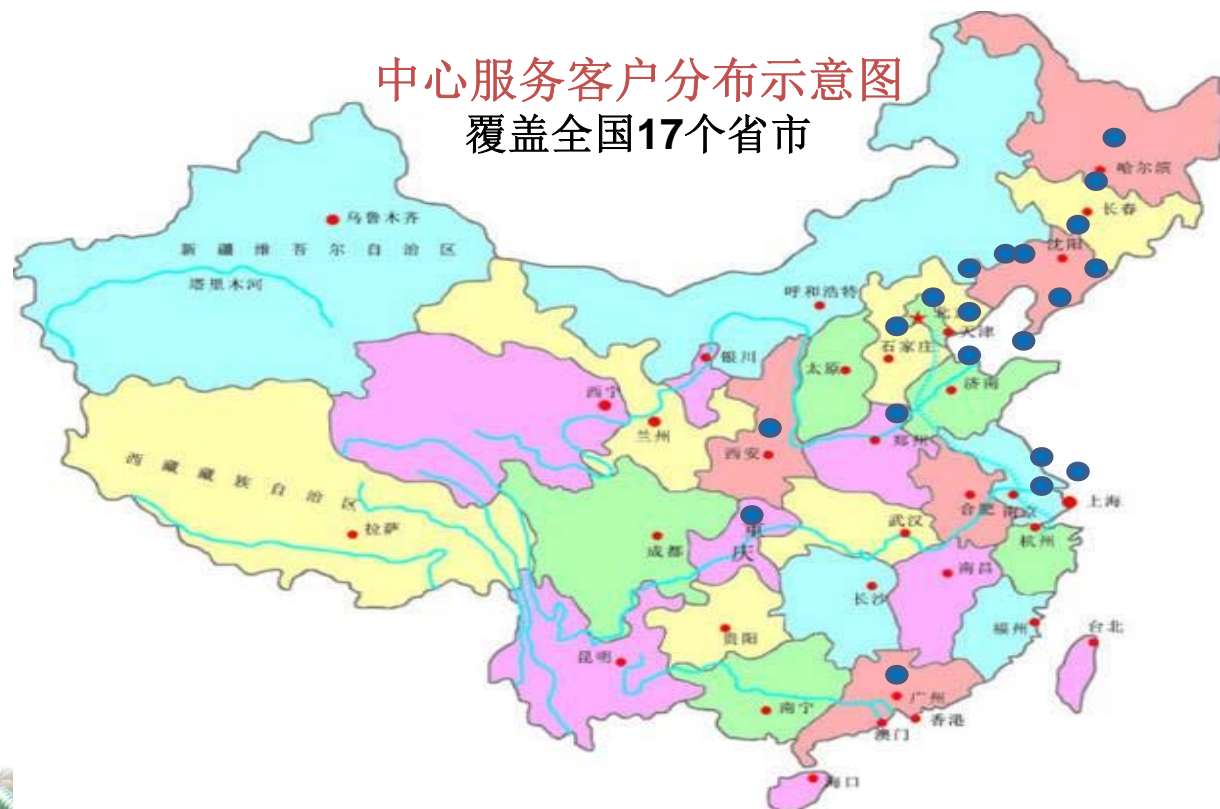 中心服务客户分布示意图
覆盖全国17个省市
哈尔滨
长春
乌鲁木齐
沈阳
新疆维吾尔自治区
塔里木河
呼和浩特
北京
天津
石家庄
银川
太原
济南
西宁
兰州
郑州
西安
西藏藏族自治区
合肥
南京
上海
拉萨
成都
重庆
武汉
杭州
南昌
长沙
福州
台北
贵阳
昆明
广州
南宁
香港
澳门
海口